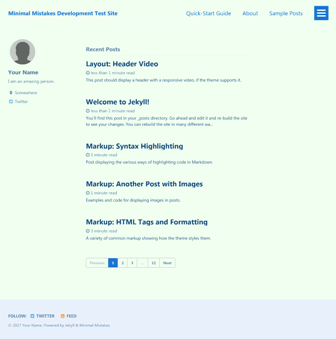 Minimal Mistakes Development Test Site
Quick-Start Guide
About
Sample Posts
Your Name
I am an amazing person.
Somewhere
Twitter
Recent Posts
Layout: Header Video
less than 1 minute read
This post should display a header with a responsive video, if the theme supports it.
Welcome to Jekyll!
less than 1 minute read
You'll find this post in your _posts directory. Go ahead and edit it and re-build the site
to see your changes. You can rebuild the site in many different wa...
Markup: Syntax Highlighting
1 minute read
Post displaying the various ways of highlighting code in Markdown.
Markup: Another Post with Images
1 minute read
Examples and code for displaying images in posts.
Markup: HTML Tags and Formatting
3 minute read
A variety of common markup showing how the theme styles them.
Previous
1
2
3
...
Next
FOLLOW:
TWITTER
FEED
Your Name. Powered by Jekyll & Minimal Mistakes.